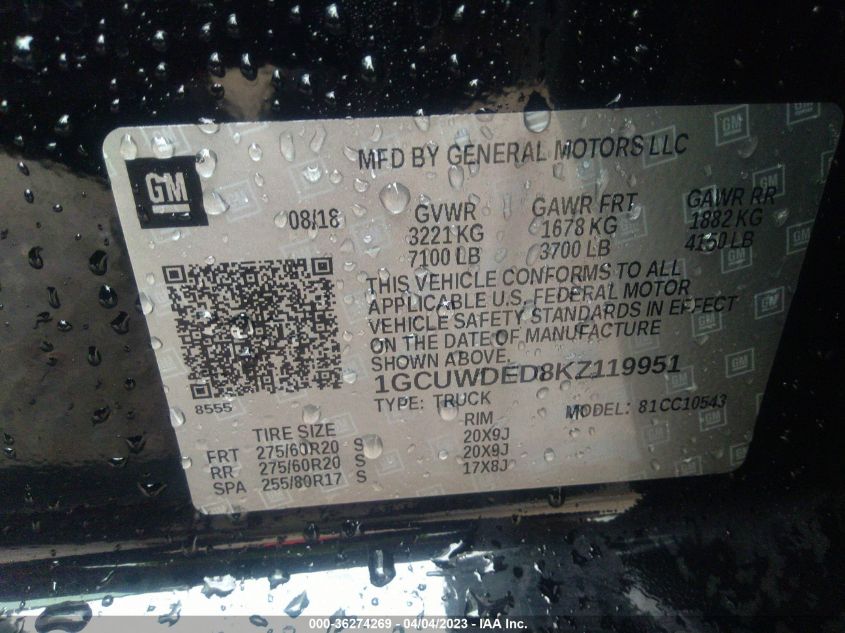 GM
MFD BY GENERAL MOTORS LLC
08/18
GVWR GAWR FRT GAWR RR
3221 KG 1678 KG 1882 KG
7100 LB 3700 LB 4150 LB
THIS VEHICLE CONFORMS TO ALL
APPLICABLE U.S. FEDERAL MOTOR
VEHICLE SAFETY STANDARDS IN EFFECT
ON THE DATE OF MANUFACTURE
SHOWN ABOVE.
1GCUWDED8KZ119951
8555
TYPE: TRUCK MODEL: 81CC10543
TIRE SIZE RIM
FRT 275/60R20 S 20X9J
RR 275/60R20 S 20X9J
SPA 255/80R17 S 17X8J
000-36274269 - 04/04/2023 - IAA Inc.